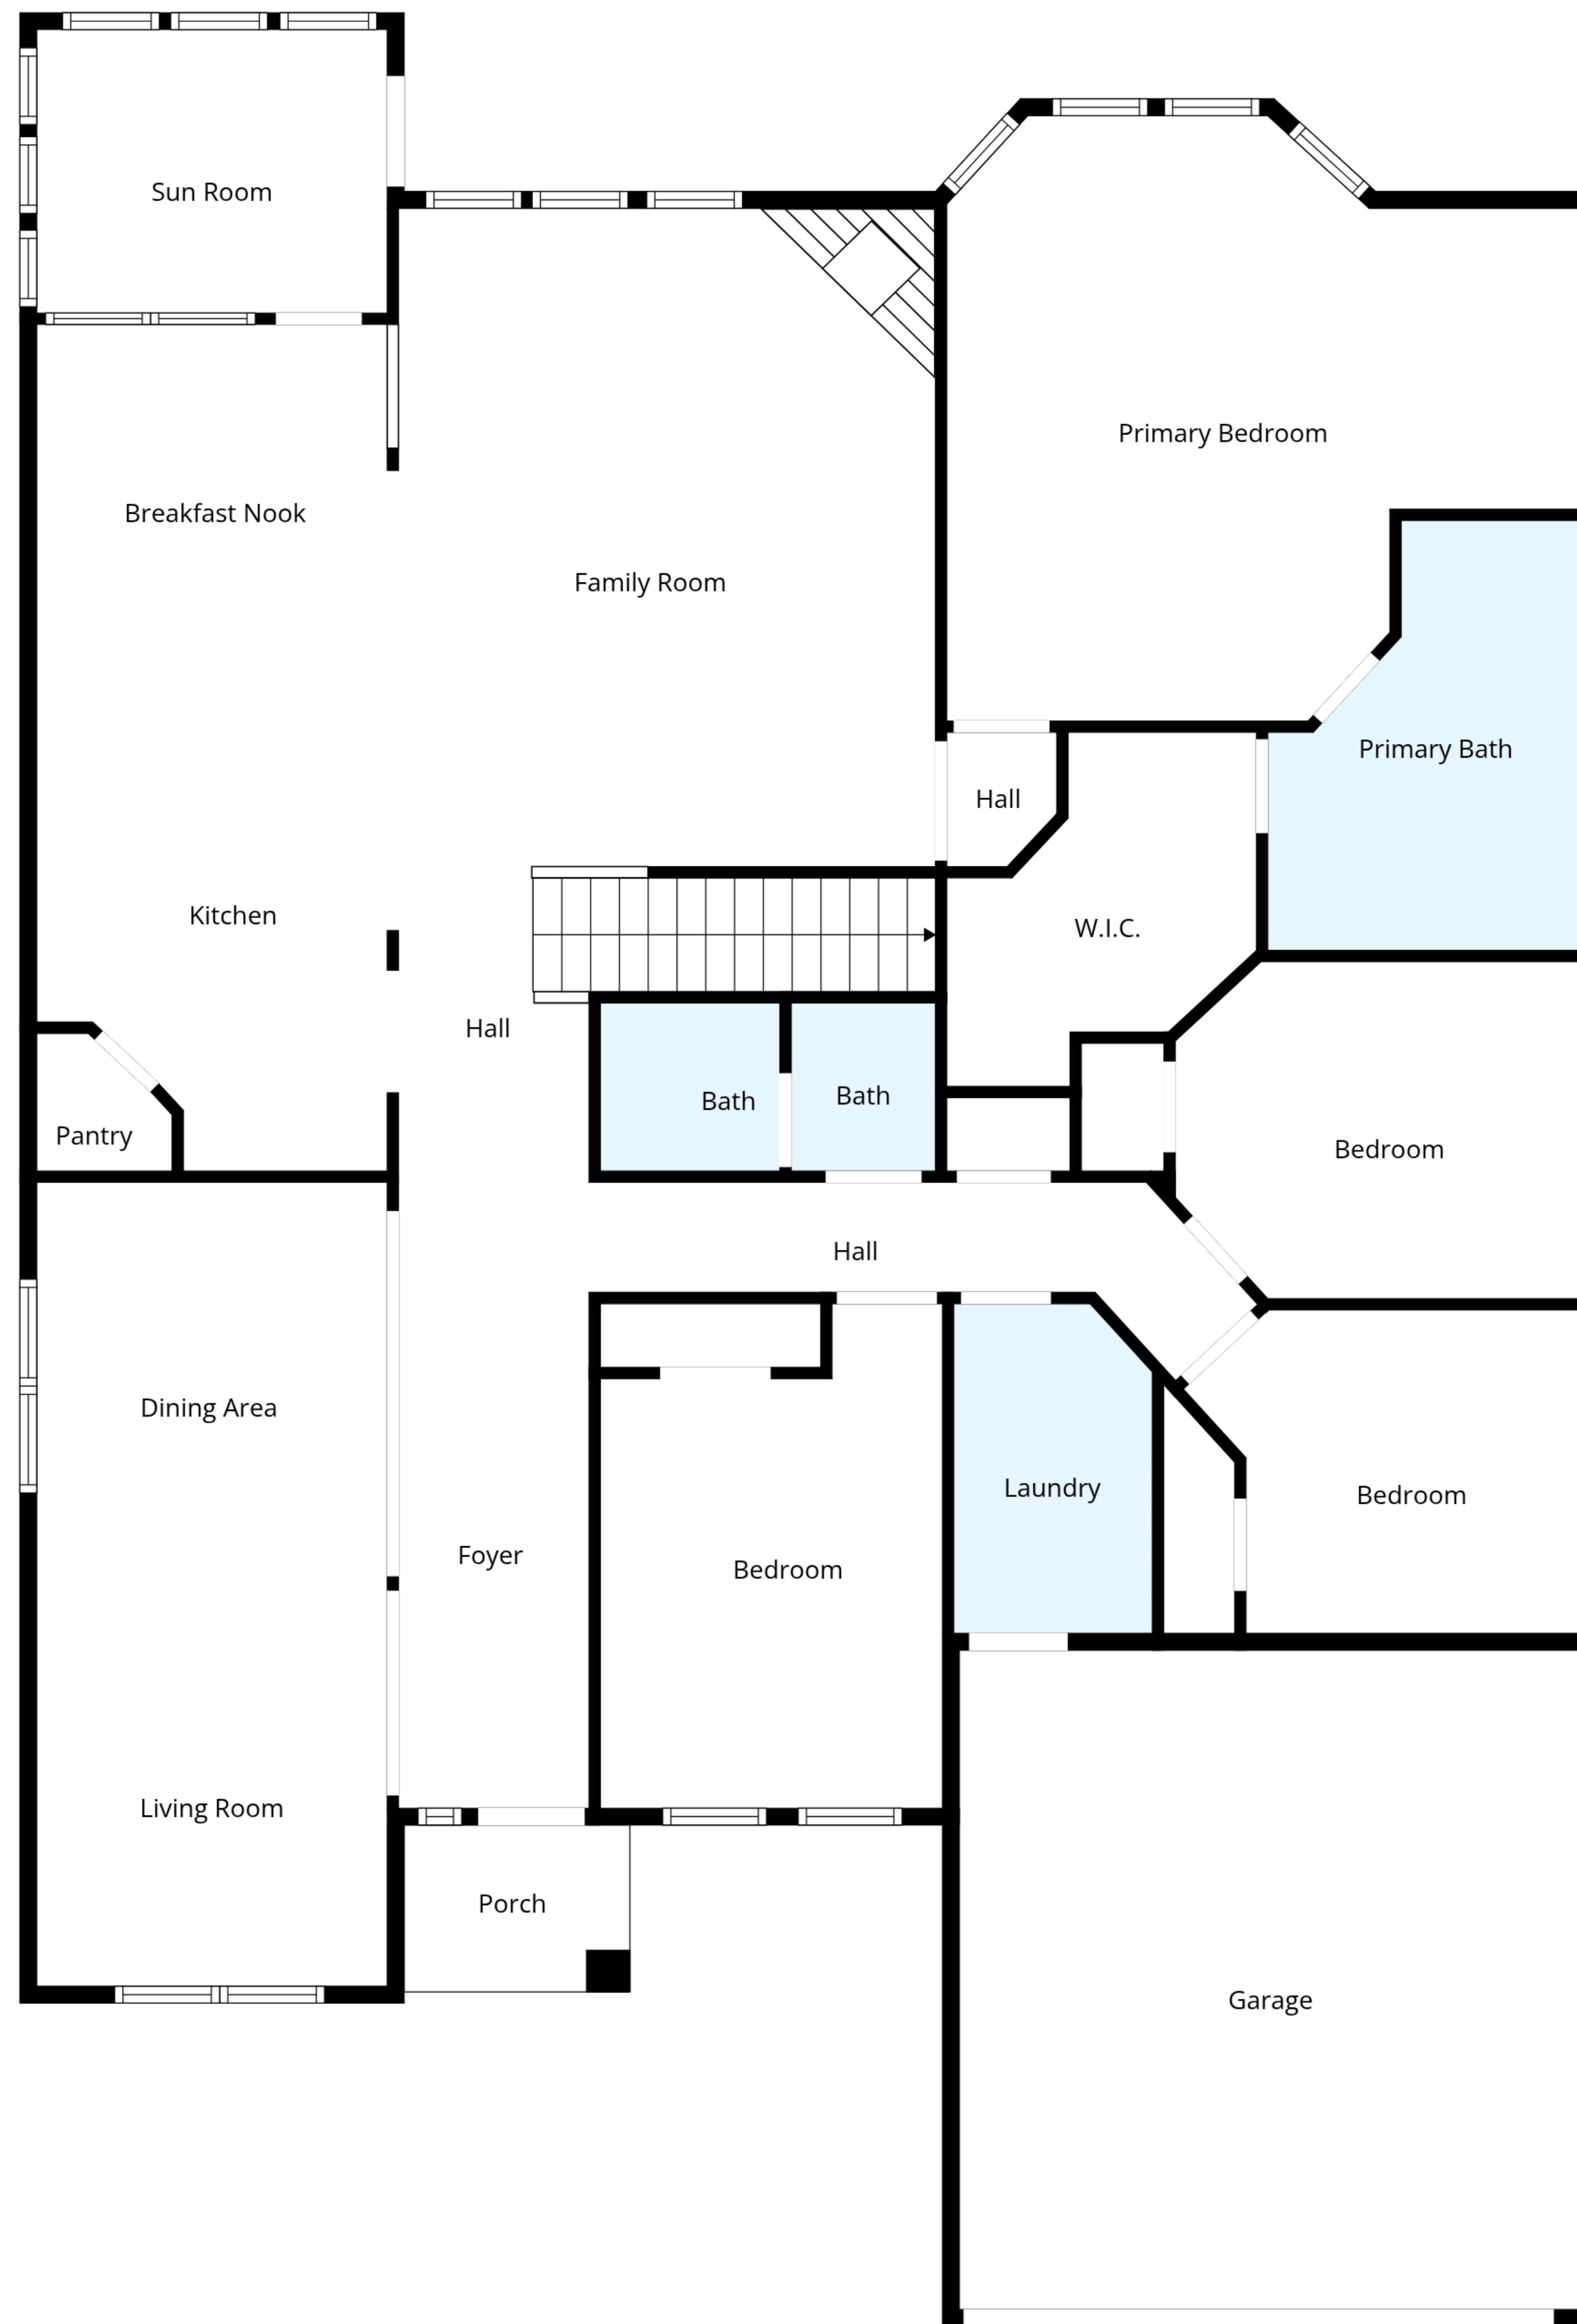 Sun Room
Primary Bedroom
Breakfast Nook
Family Room
Primary Bath
Hall
Kitchen
W.I.C.
Hall
Bath
Bath
Pantry
Bedroom
Hall
Dining Area
Laundry
Bedroom
Foyer
Bedroom
Living Room
Porch
Garage